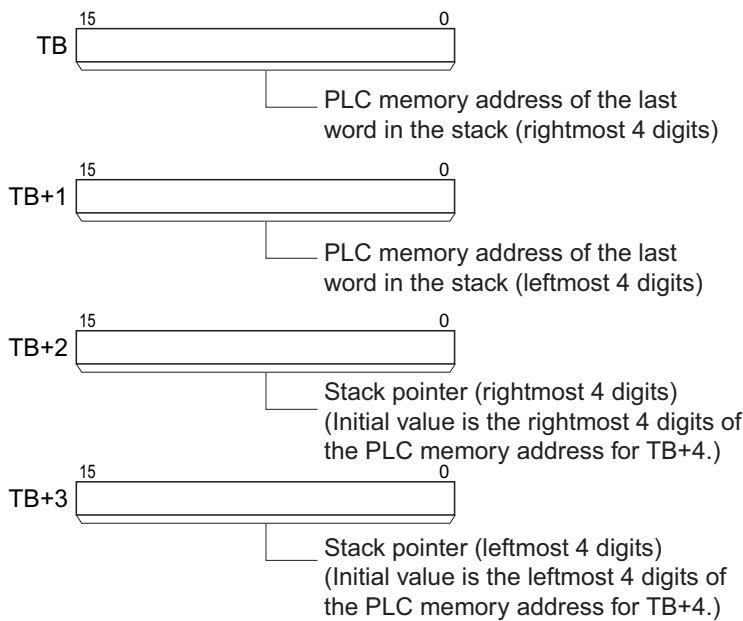 15 0
TB
PLC memory address of the last
word in the stack (rightmost 4 digits)
15 0
TB+1
PLC memory address of the last
word in the stack (leftmost 4 digits)
15 0
TB+2
Stack pointer (rightmost 4 digits)
(Initial value is the rightmost 4 digits of
the PLC memory address for TB+4.)
15 0
TB+3
Stack pointer (leftmost 4 digits)
(Initial value is the leftmost 4 digits of
the PLC memory address for TB+4.)